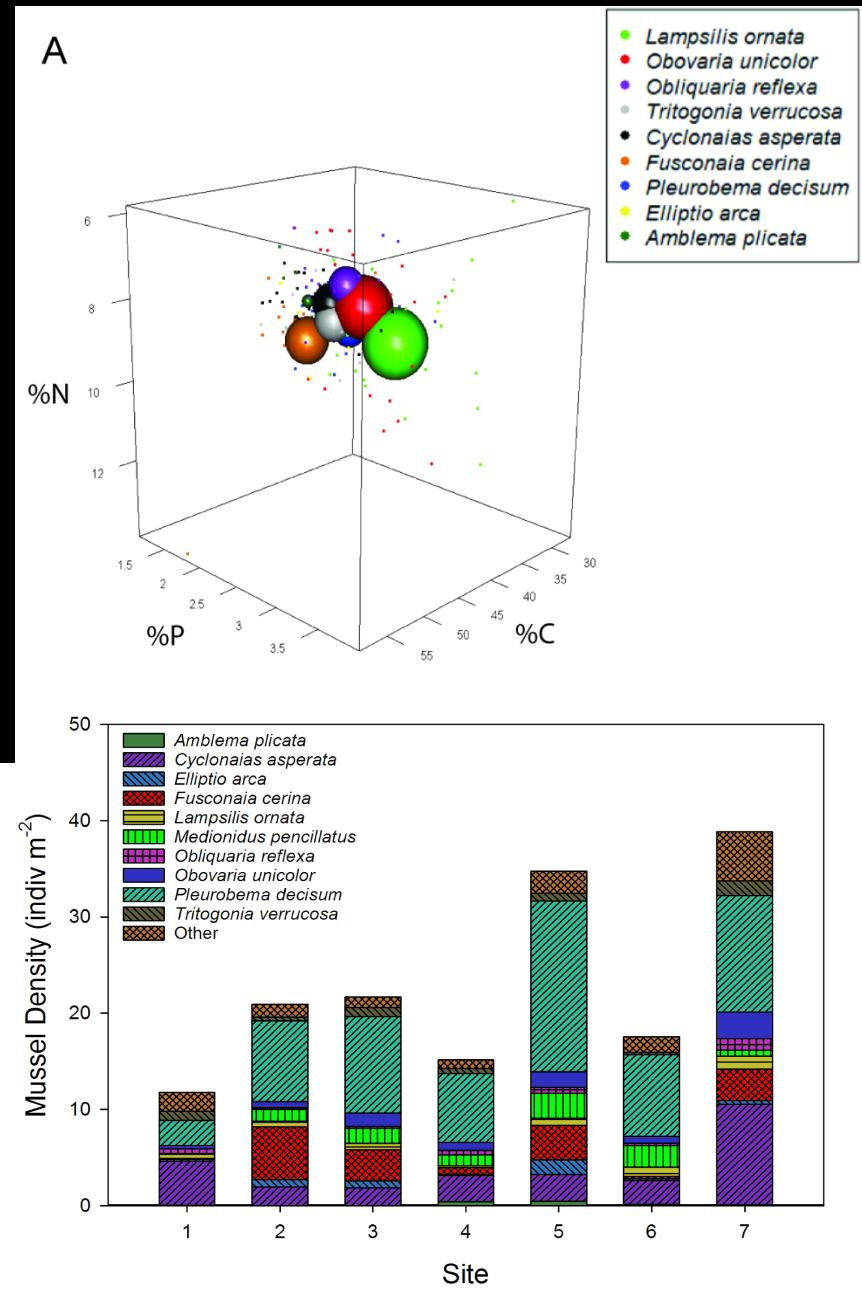 A
Lampsilis ornata
Obovaria unicolor
Obliquaria reflexa
Tritogonia verrucosa
Cyclonaias asperata
Fusconaia cerina
Pleurobema decisum
Elliptio arca
Amblema plicata
6
8
10
12
%N
1.5
2
2.5
3
3.5
%P
30
35
40
45
50
55
%C
50
40
30
20
10
0
Mussel Density (indiv m⁻²)
Amblema plicata
Cyclonaias asperata
Elliptio arca
Fusconaia cerina
Lampsilis ornata
Medionidus pencillatus
Obliquaria reflexa
Obovaria unicolor
Pleurobema decisum
Tritogonia verrucosa
Other
1 2 3 4 5 6 7
Site